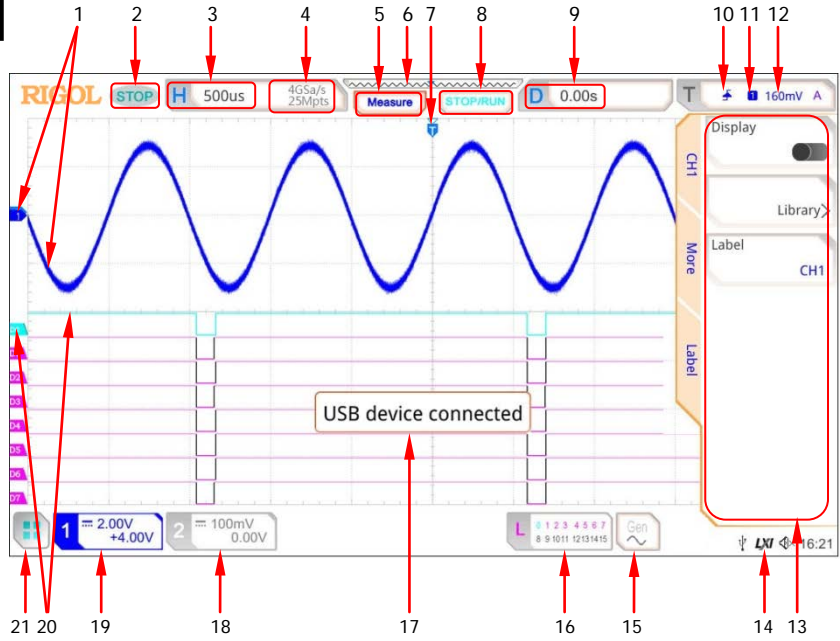 1 2 3 4 5 6 7 8 9 10 11 12
RIGOL STOP H 500us 4GSa/s 25Mpts Measure STOP/RUN D 0.00s T 1 160mV A
T
Display
CH1
1
Library>
More
Label
CH1
Label
D2
D3
D4
D5
D6
D7
USB device connected
1 2.00V +4.00V 2 100mV 0.00V L 0 1 2 3 4 5 6 7 Gen
8 9 10 11 12 13 14 15
LXI 16:21
21 20 19 18 17 16 15 14 13